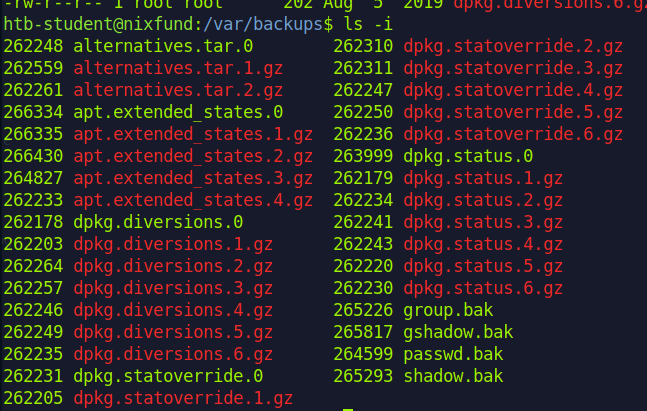 -rw-r--r-- 1 root root      202 Aug  5  2019 dpkg.diversions.6.gz
htb-student@nixfund:/var/backups$ ls -i
262248 alternatives.tar.0         262310 dpkg.statoverride.2.gz
262559 alternatives.tar.1.gz      262311 dpkg.statoverride.3.gz
262261 alternatives.tar.2.gz      262247 dpkg.statoverride.4.gz
266334 apt.extended_states.0      262250 dpkg.statoverride.5.gz
266335 apt.extended_states.1.gz   262236 dpkg.statoverride.6.gz
266430 apt.extended_states.2.gz   263999 dpkg.status.0
264827 apt.extended_states.3.gz   262179 dpkg.status.1.gz
262233 apt.extended_states.4.gz   262234 dpkg.status.2.gz
262178 dpkg.diversions.0          262241 dpkg.status.3.gz
262203 dpkg.diversions.1.gz       262243 dpkg.status.4.gz
262264 dpkg.diversions.2.gz       262220 dpkg.status.5.gz
262257 dpkg.diversions.3.gz       262230 dpkg.status.6.gz
262246 dpkg.diversions.4.gz       265226 group.bak
262249 dpkg.diversions.5.gz       265817 gshadow.bak
262235 dpkg.diversions.6.gz       264599 passwd.bak
262231 dpkg.statoverride.0        265293 shadow.bak
262205 dpkg.statoverride.1.gz